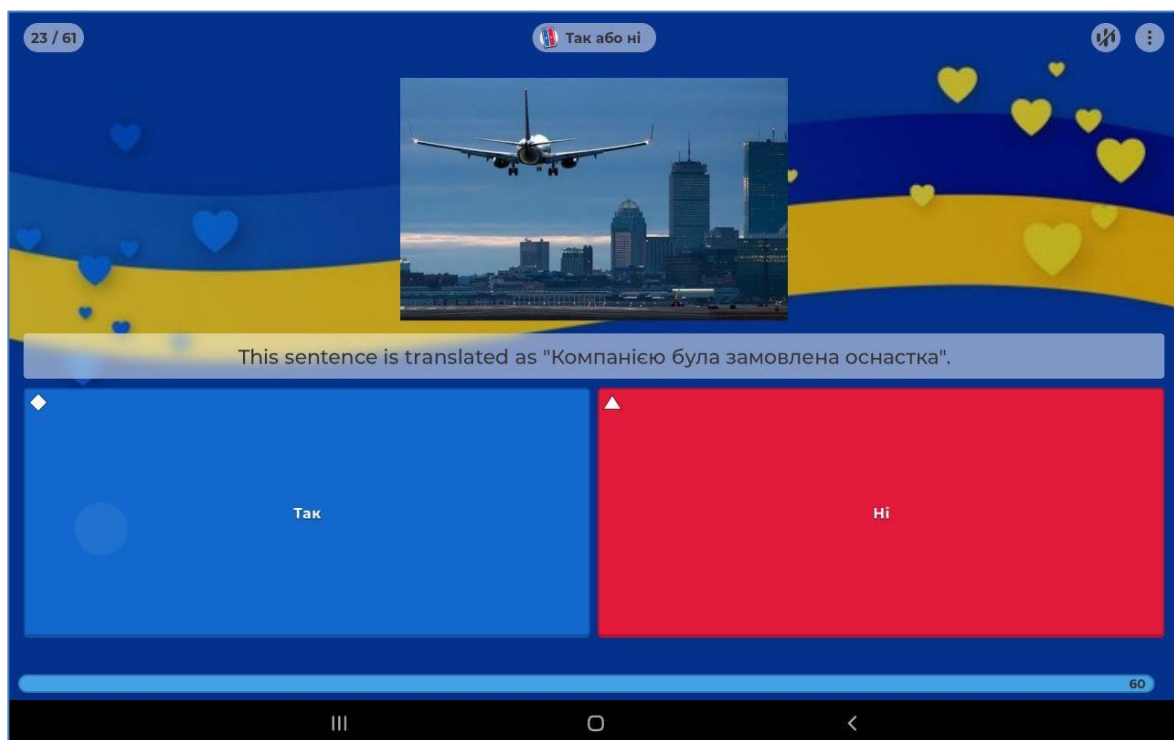 23 / 61
Так або ні
This sentence is translated as "Компанією була замовлена оснастка".
Так
Ні
60